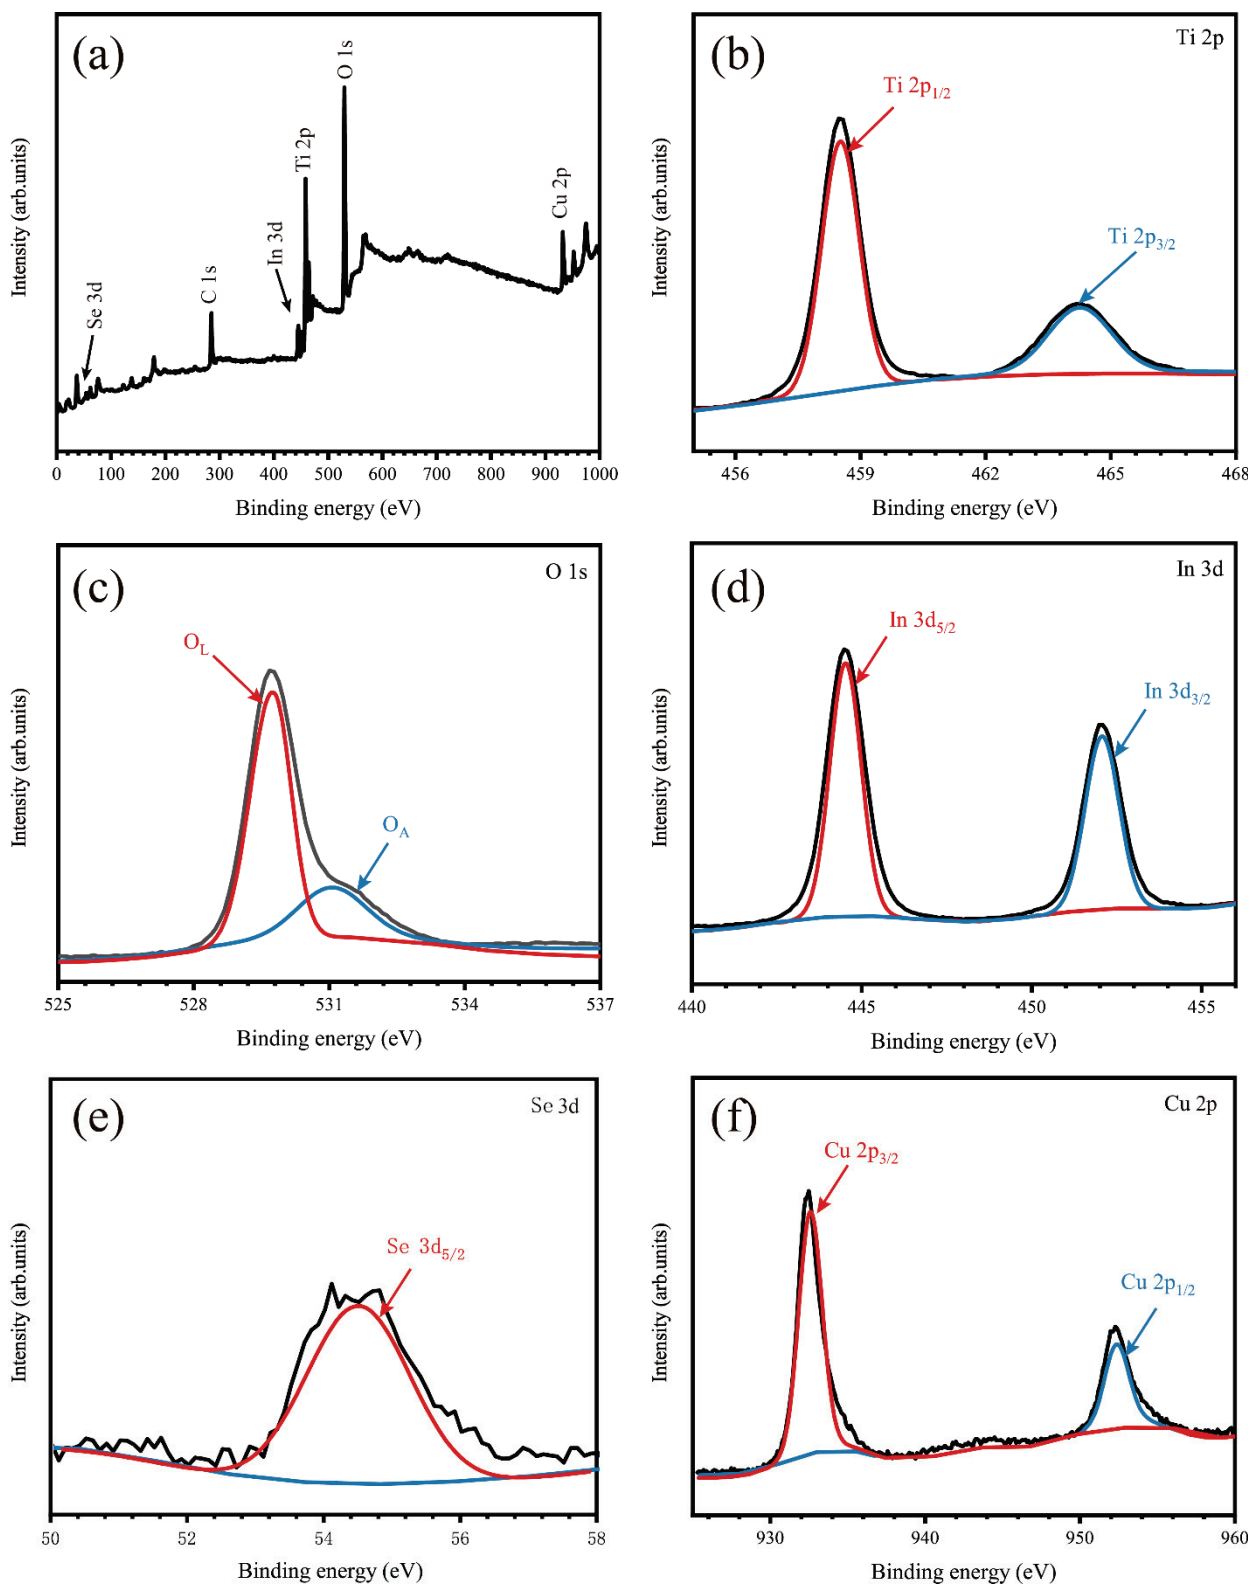 (a)
Intensity (arb.units)
Se 3d
C 1s
In 3d
Ti 2p
O 1s
Cu 2p
0 100 200 300 400 500 600 700 800 900 1000
Binding energy (eV)
(b)
Ti 2p
Intensity (arb.units)
Ti 2p1/2
Ti 2p3/2
456 459 462 465 468
Binding energy (eV)
(c)
O 1s
Intensity (arb.units)
OL
OA
525 528 531 534 537
Binding energy (eV)
(d)
In 3d
Intensity (arb.units)
In 3d5/2
In 3d3/2
440 445 450 455
Binding energy (eV)
(e)
Se 3d
Intensity (arb.units)
Se 3d5/2
50 52 54 56 58
Binding energy (eV)
(f)
Cu 2p
Intensity (arb.units)
Cu 2p3/2
Cu 2p1/2
930 940 950 960
Binding energy (eV)